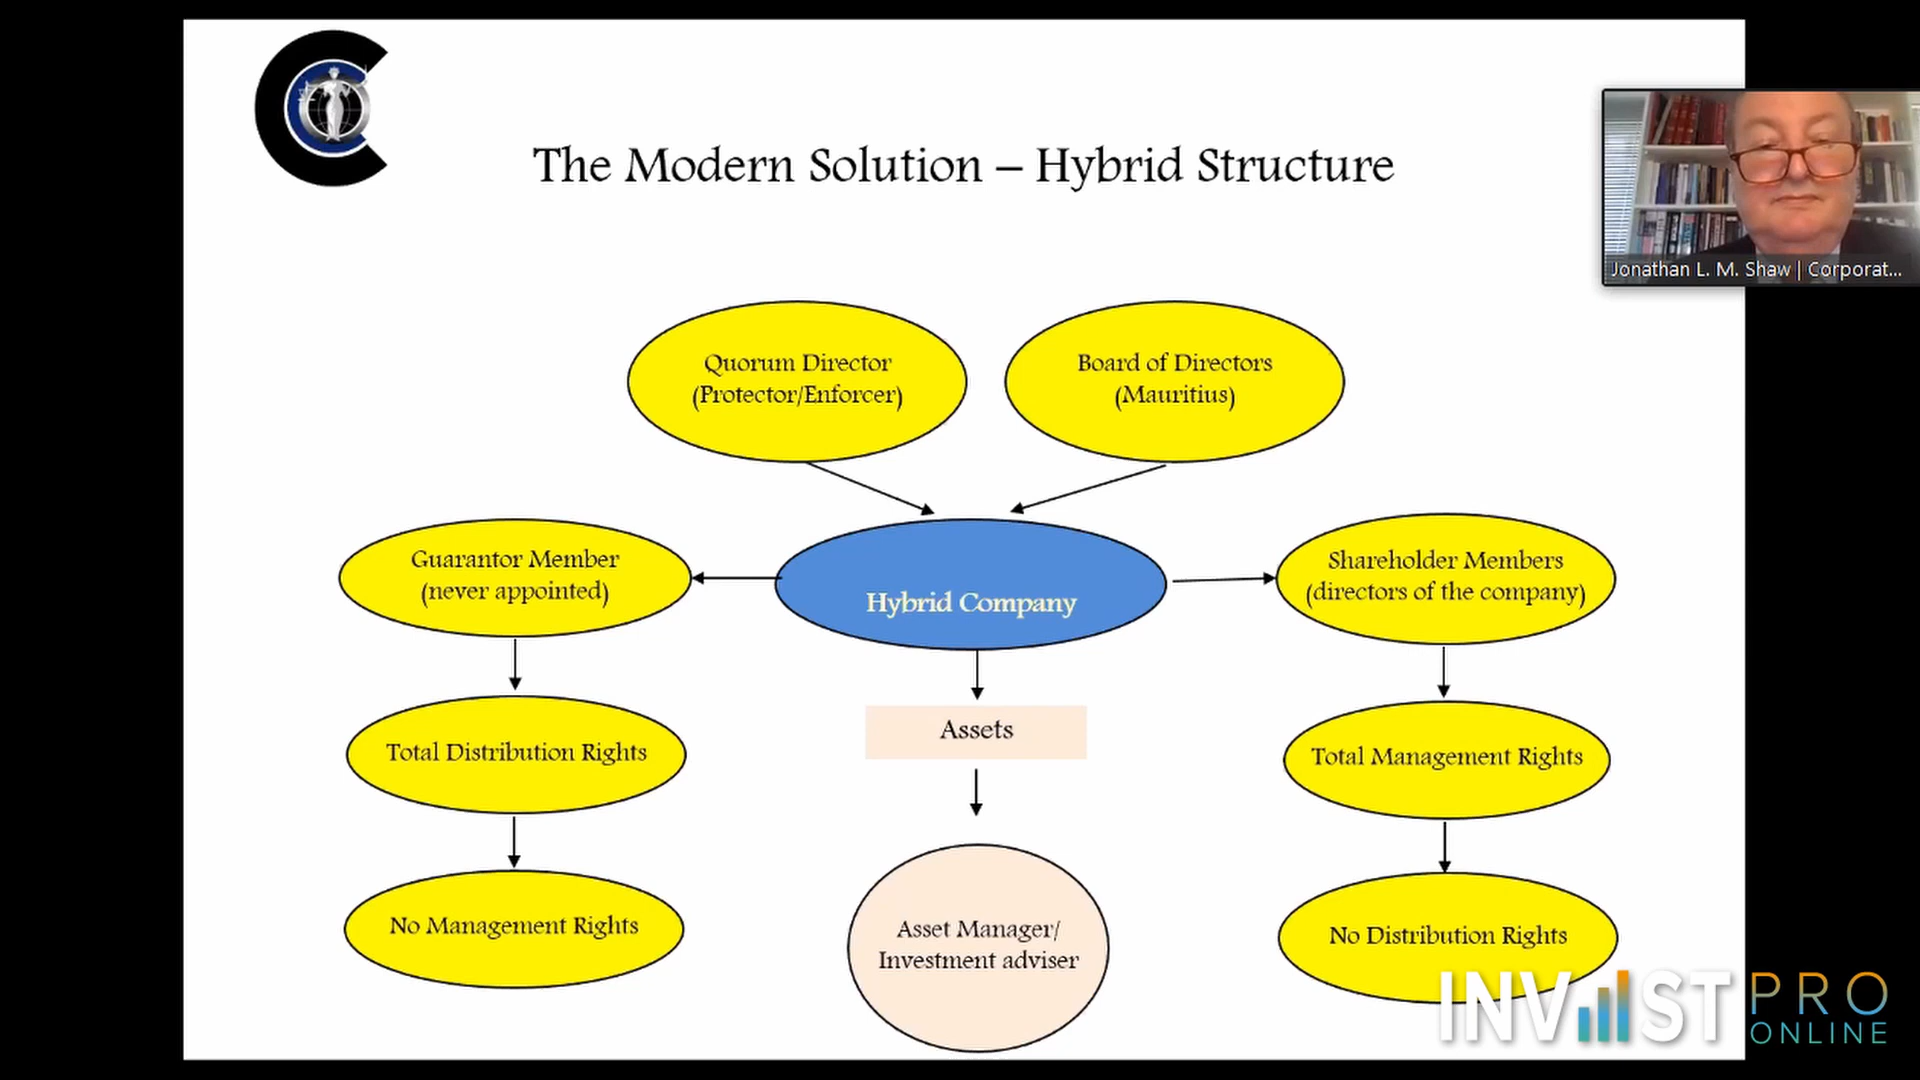 The Modern Solution – Hybrid Structure
Jonathan L. M. Shaw | Corporat...
Quorum Director
(Protector/Enforcer)
Board of Directors
(Mauritius)
Guarantor Member
(never appointed)
Hybrid Company
Shareholder Members
(directors of the company)
Total Distribution Rights
Assets
Total Management Rights
No Management Rights
Asset Manager/
Investment adviser
No Distribution Rights
INVEST PRO
ONLINE